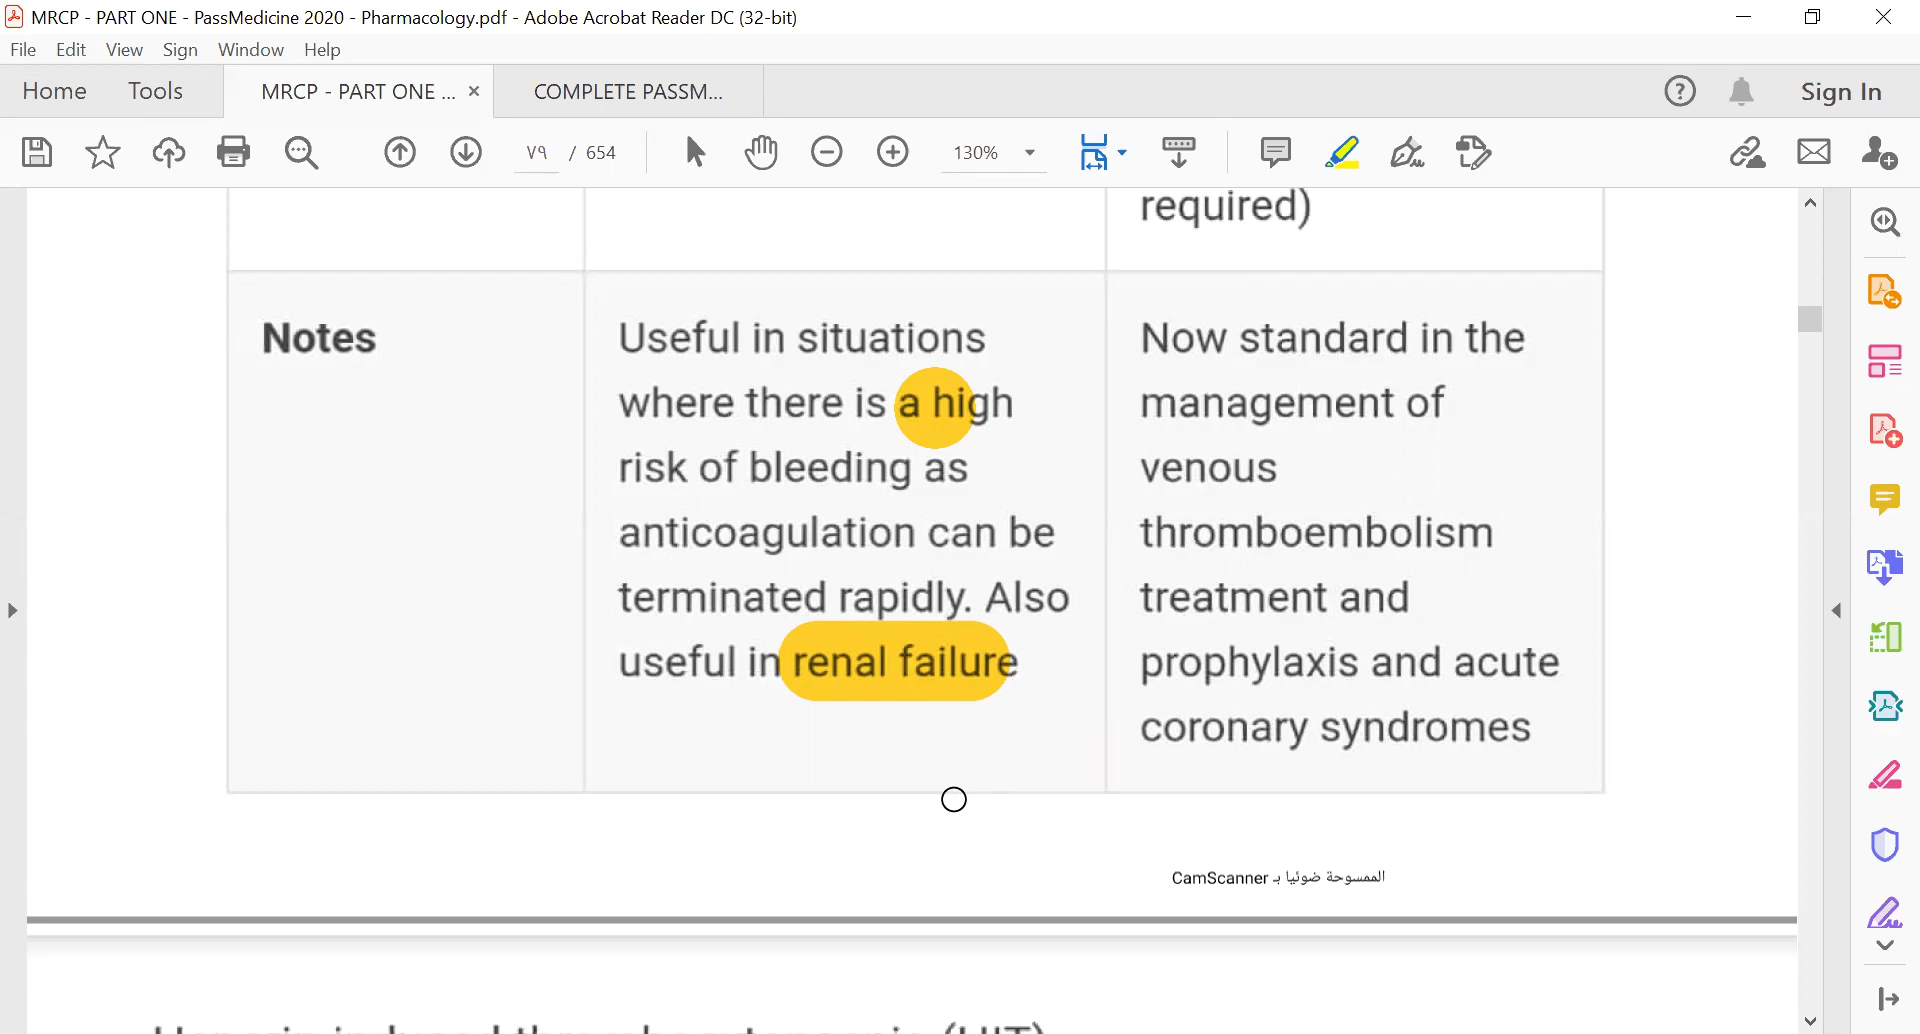 MRCP - PART ONE - PassMedicine 2020 - Pharmacology.pdf - Adobe Acrobat Reader DC (32-bit)
File Edit View Sign Window Help
Home Tools MRCP - PART ONE ... × COMPLETE PASSM... Sign In
٧٩ / 654 130%
required)
Notes
Useful in situations
where there is a high
risk of bleeding as
anticoagulation can be
terminated rapidly. Also
useful in renal failure
Now standard in the
management of
venous
thromboembolism
treatment and
prophylaxis and acute
coronary syndromes
الممسوحة ضوئيا بـ CamScanner